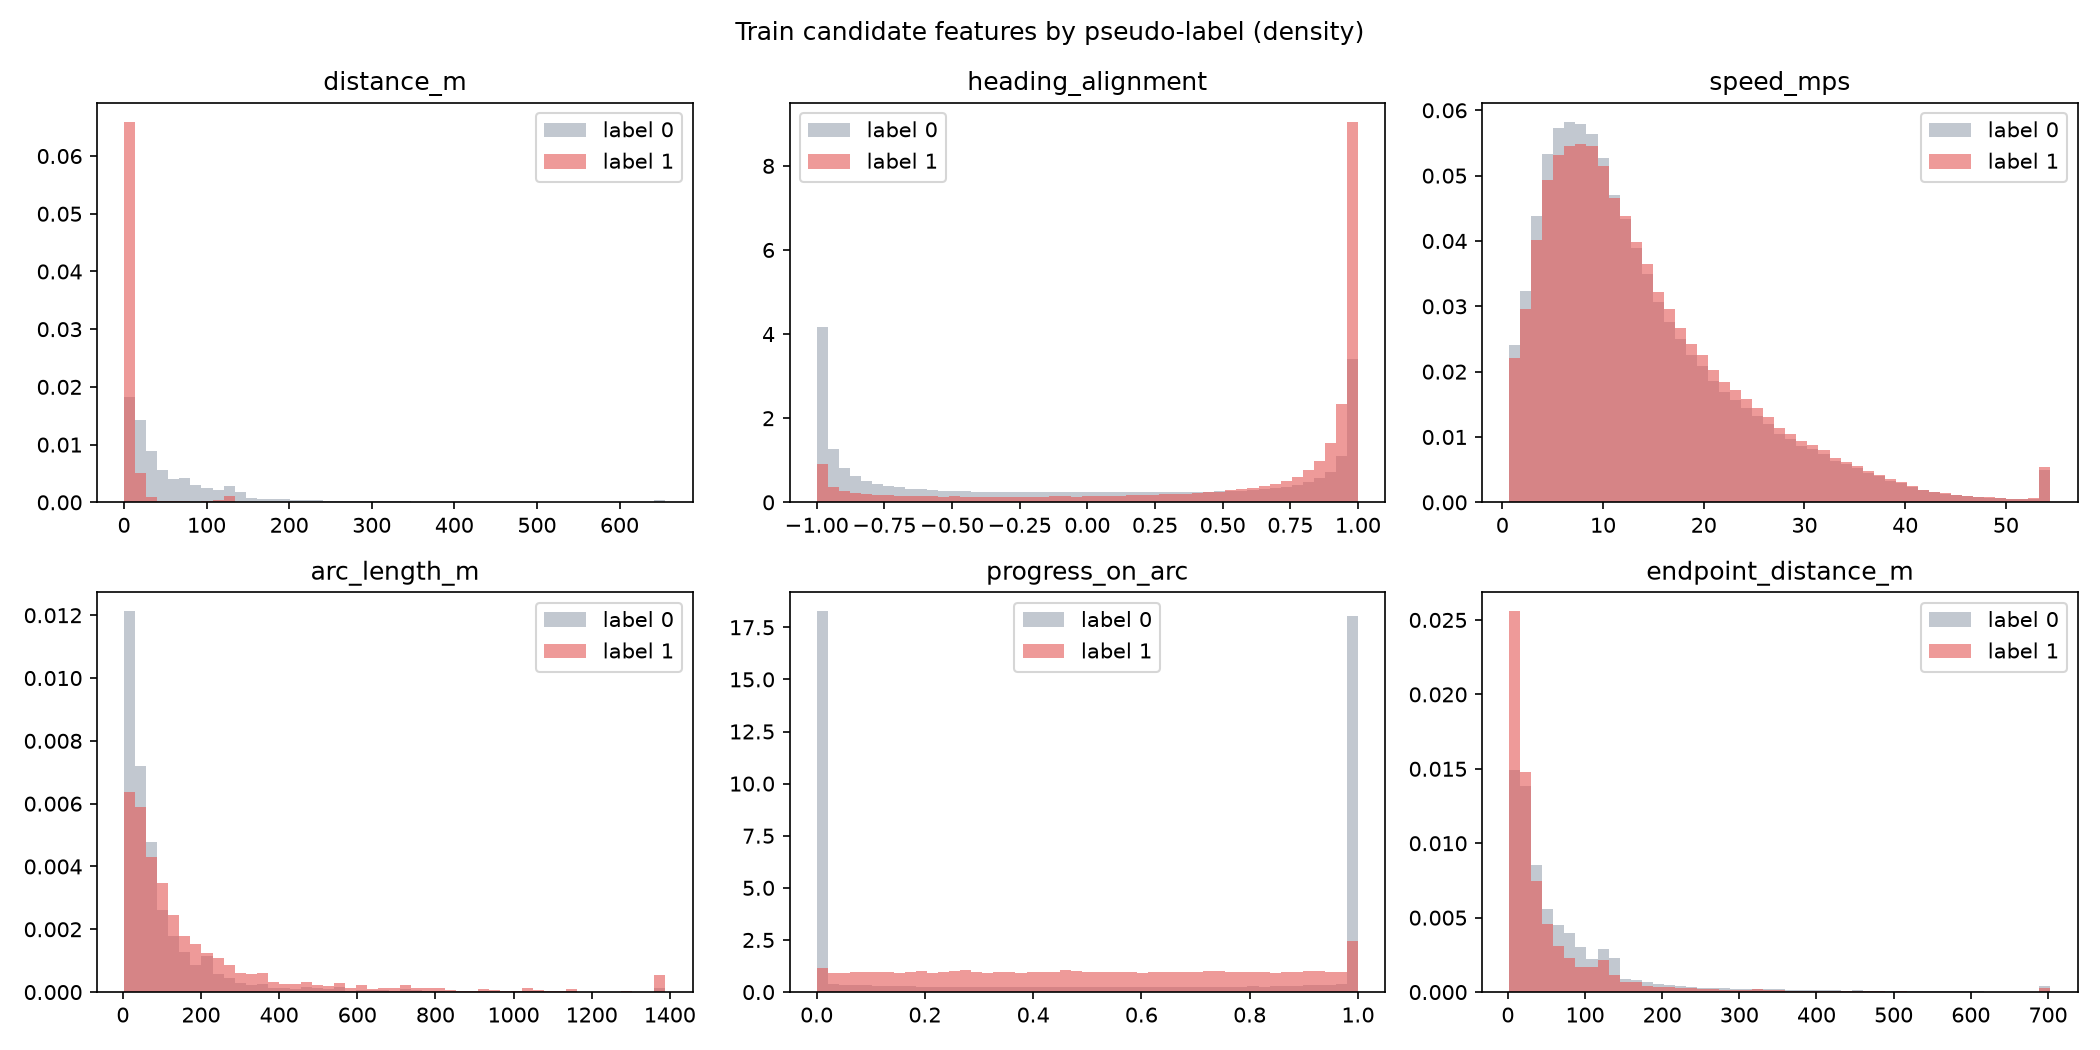 Train candidate features by pseudo-label (density)
distance_m
label 0
label 1
0.06
0.05
0.04
0.03
0.02
0.01
0.00
0 100 200 300 400 500 600
heading_alignment
label 0
label 1
8
6
4
2
0
−1.00 −0.75 −0.50 −0.25 0.00 0.25 0.50 0.75 1.00
speed_mps
label 0
label 1
0.06
0.05
0.04
0.03
0.02
0.01
0.00
0 10 20 30 40 50
arc_length_m
label 0
label 1
0.012
0.010
0.008
0.006
0.004
0.002
0.000
0 200 400 600 800 1000 1200 1400
progress_on_arc
label 0
label 1
17.5
15.0
12.5
10.0
7.5
5.0
2.5
0.0
0.0 0.2 0.4 0.6 0.8 1.0
endpoint_distance_m
label 0
label 1
0.025
0.020
0.015
0.010
0.005
0.000
0 100 200 300 400 500 600 700